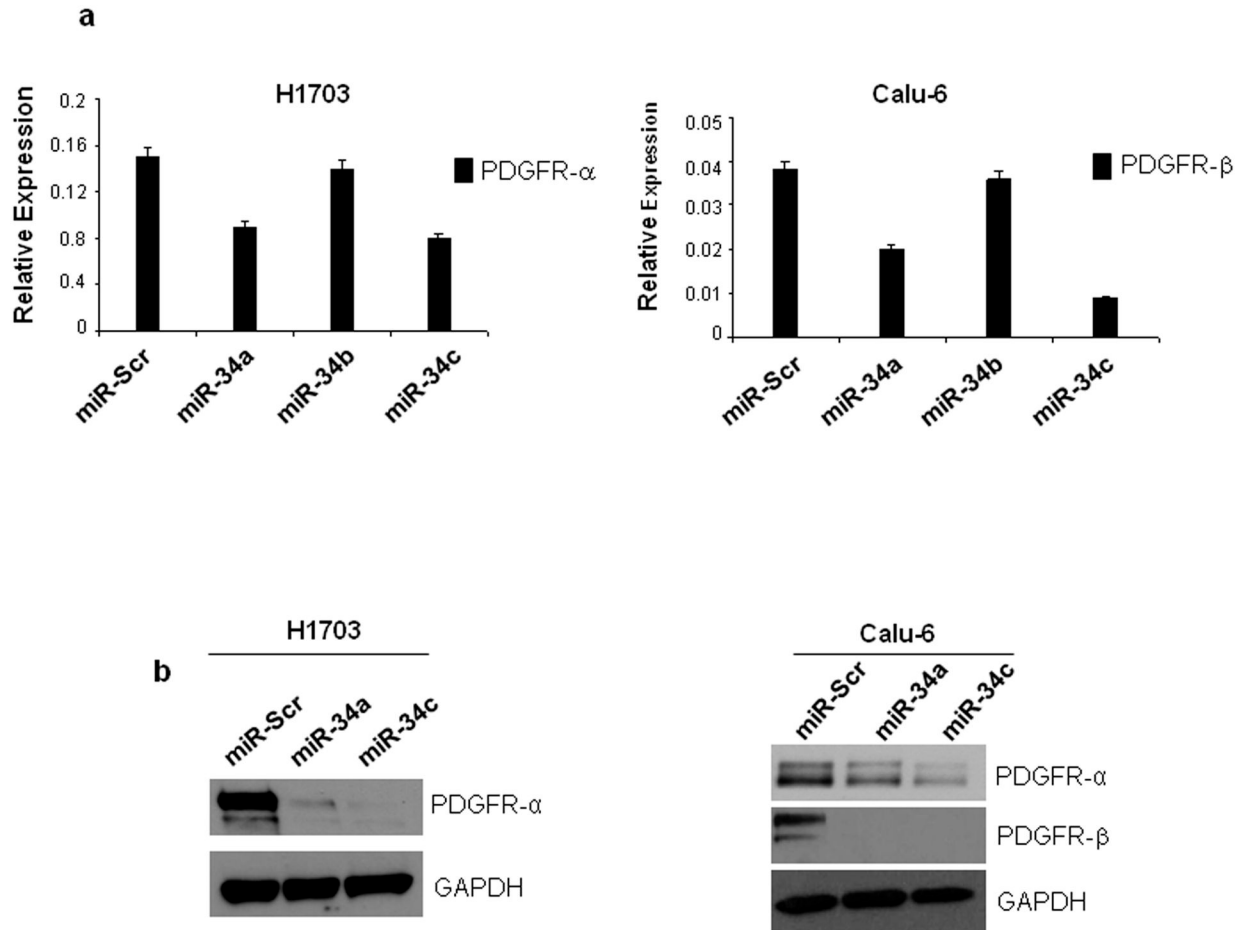 a
H1703
Relative Expression
0.2
0.16
0.12
0.8
0.4
0
PDGFR-α
miR-Scr
miR-34a
miR-34b
miR-34c
Calu-6
Relative Expression
0.05
0.04
0.03
0.02
0.01
0
PDGFR-β
miR-Scr
miR-34a
miR-34b
miR-34c
b
H1703
miR-Scr
miR-34a
miR-34c
PDGFR-α
GAPDH
Calu-6
miR-Scr
miR-34a
miR-34c
PDGFR-α
PDGFR-β
GAPDH